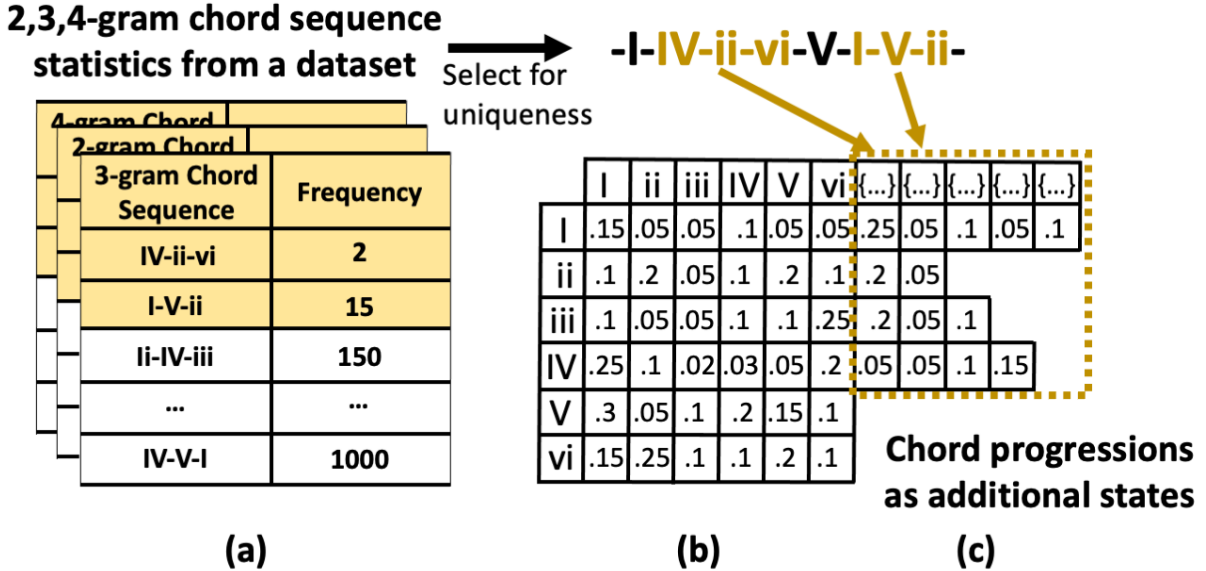 2,3,4-gram chord sequence
statistics from a dataset
Select for
uniqueness
-I-IV-ii-vi-V-I-V-ii-
4-gram Chord
2-gram Chord
3-gram Chord
Sequence
Frequency
IV-ii-vi 2
I-V-ii 15
Ii-IV-iii 150
... ...
IV-V-I 1000
I ii iii IV V vi {...} {...} {...} {...} {...}
I .15 .05 .05 .1 .05 .05 .25 .05 .1 .05 .1
ii .1 .2 .05 .1 .2 .1 .2 .05
iii .1 .05 .05 .1 .1 .25 .2 .05 .1
IV .25 .1 .02 .03 .05 .2 .05 .05 .1 .15
V .3 .05 .1 .2 .15 .1
vi .15 .25 .1 .1 .2 .1
Chord progressions
as additional states
(a) (b) (c)